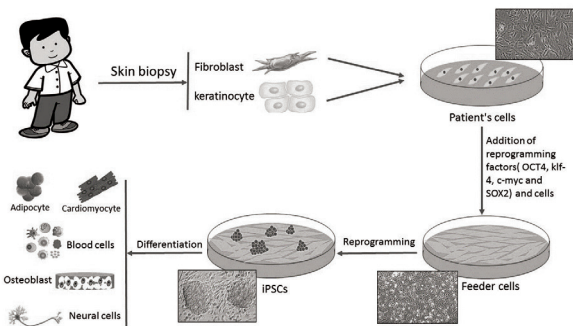 Skin biopsy
Fibroblast
keratinocyte
Patient's cells
Addition of
reprogramming
factors( OCT4, klf-
4, c-myc and
SOX2) and cells
Feeder cells
Reprogramming
iPSCs
Differentiation
Adipocyte
Cardiomyocyte
Blood cells
Osteoblast
Neural cells